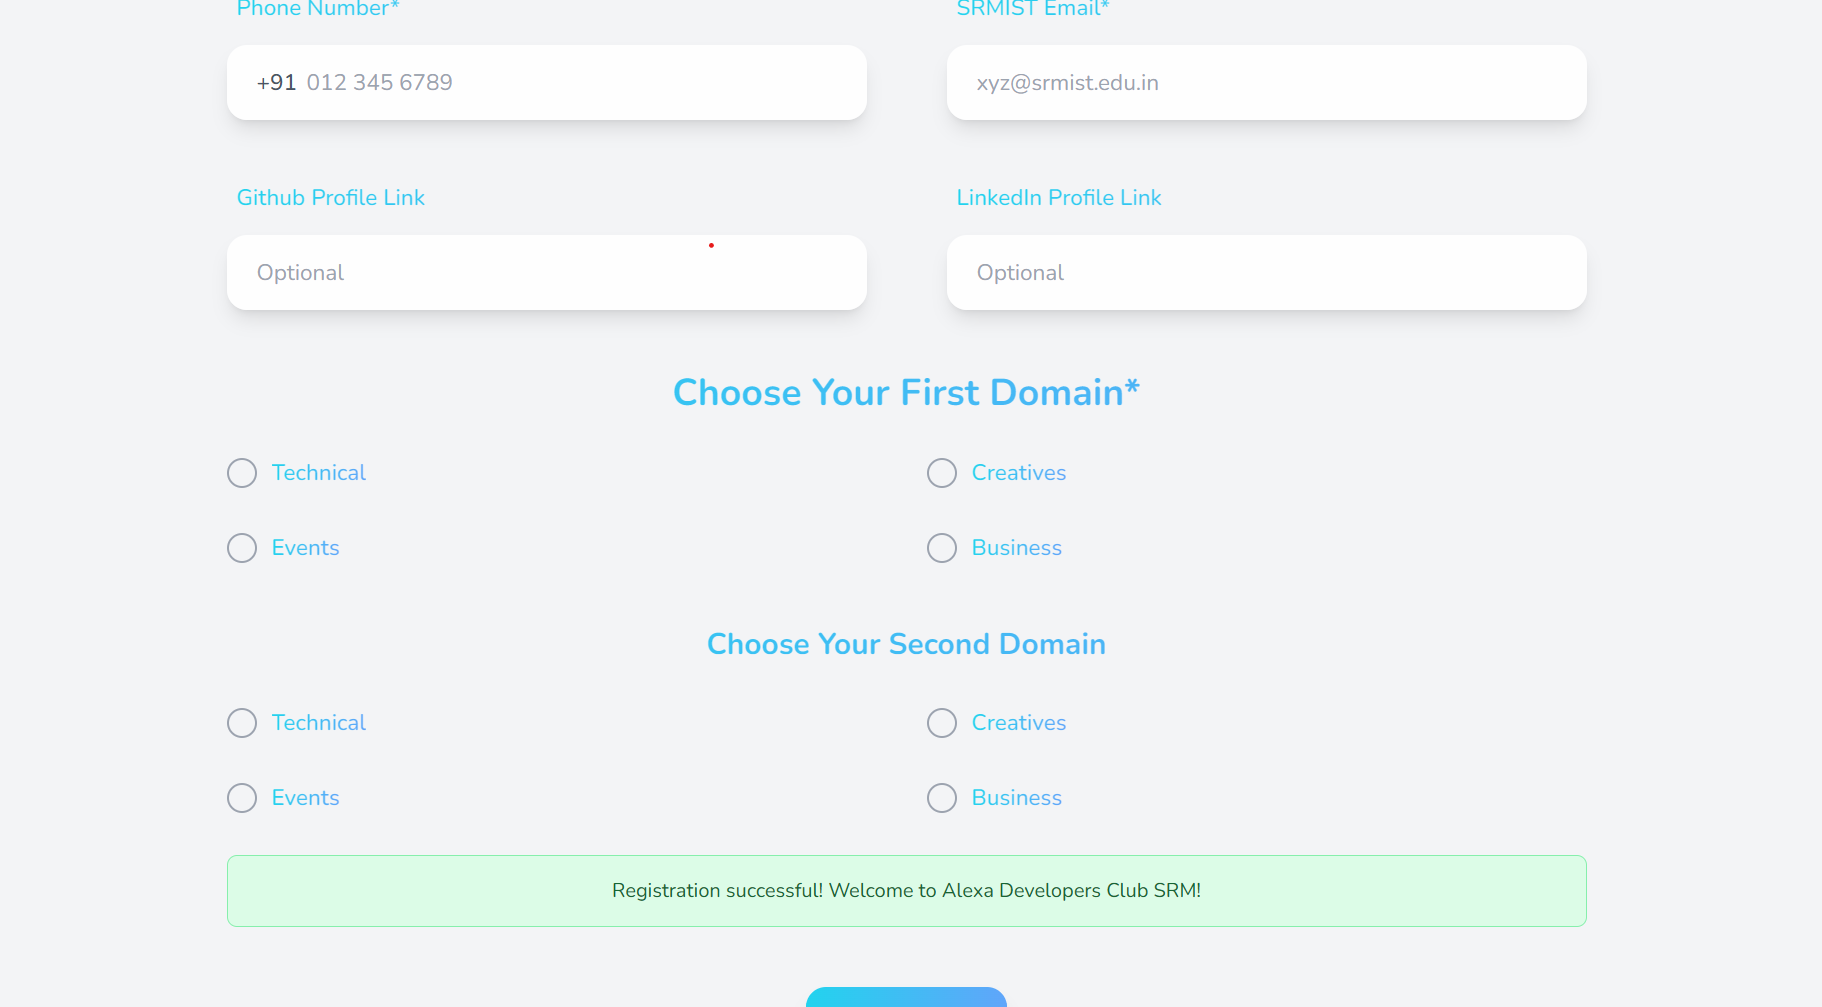 Phone Number*
SRMIST Email*
+91 012 345 6789
xyz@srmist.edu.in
Github Profile Link
LinkedIn Profile Link
Optional
Optional
Choose Your First Domain*
Technical
Creatives
Events
Business
Choose Your Second Domain
Technical
Creatives
Events
Business
Registration successful! Welcome to Alexa Developers Club SRM!